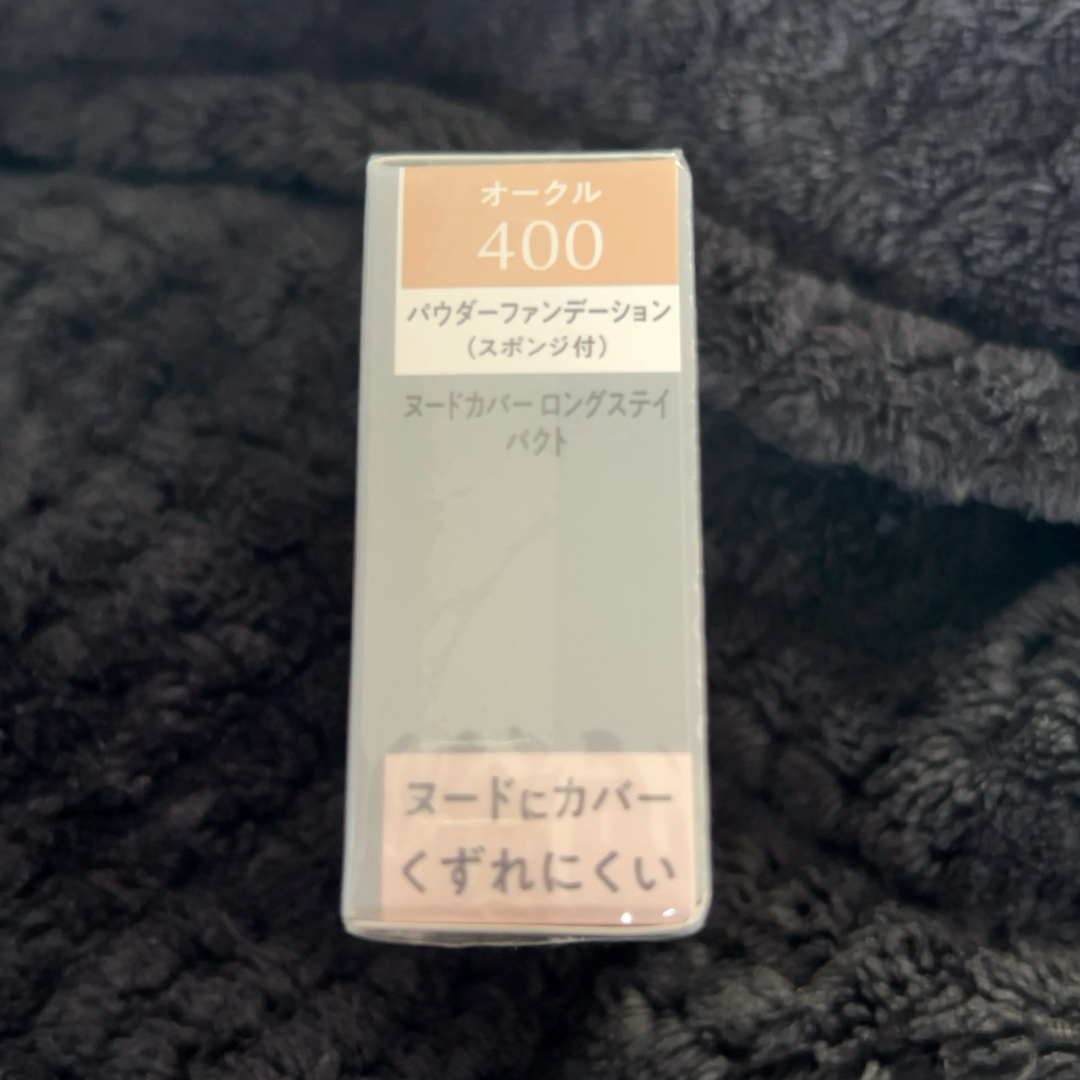 オークル
400
パウダーファンデーション
(スポンジ付)
ヌードカバー ロングステイ
パクト
ヌードにカバー
くずれにくい